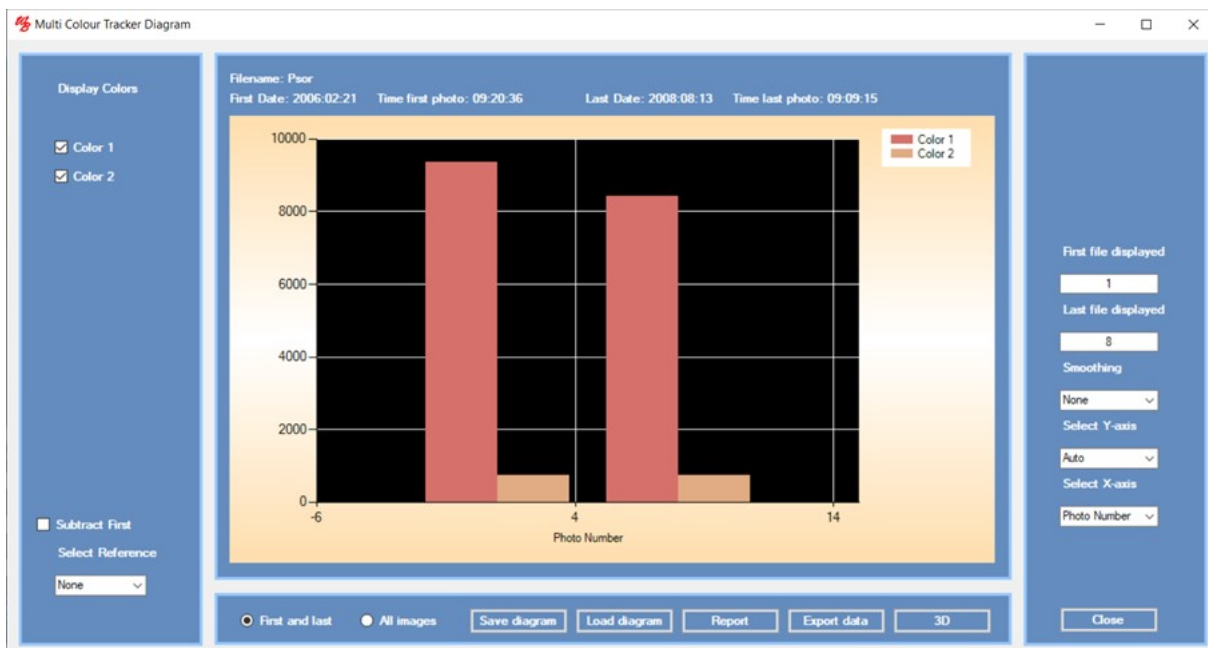 Multi Colour Tracker Diagram
Display Colors
Color 1
Color 2
Subtract First
Select Reference
None
Filename: Psor
First Date: 2006:02:21 Time first photo: 09:20:36 Last Date: 2008:08:13 Time last photo: 09:09:15
10000
8000
6000
4000
2000
0
-6 4 14
Photo Number
Color 1
Color 2
First and last All images Save diagram Load diagram Report Export data 3D
First file displayed
1
Last file displayed
8
Smoothing
None
Select Y-axis
Auto
Select X-axis
Photo Number
Close